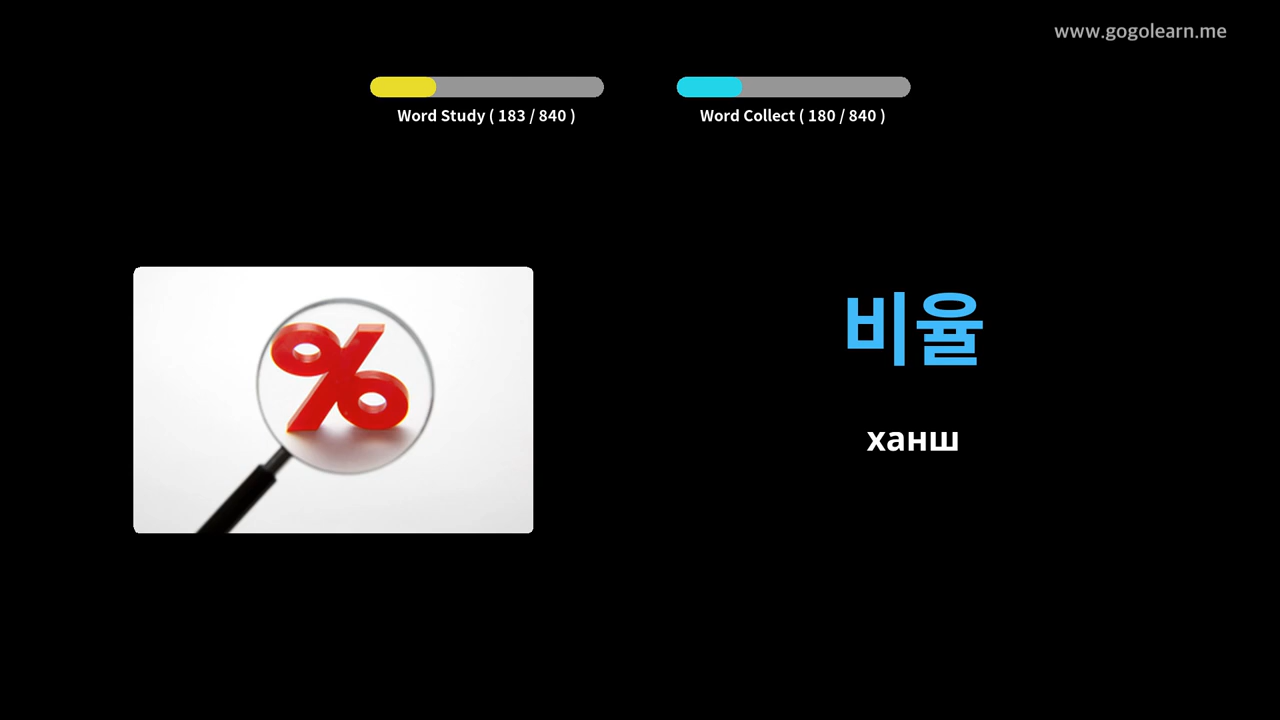 www.gogolearn.me
Word Study ( 183 / 840 )
Word Collect ( 180 / 840 )
%
비율
ханш